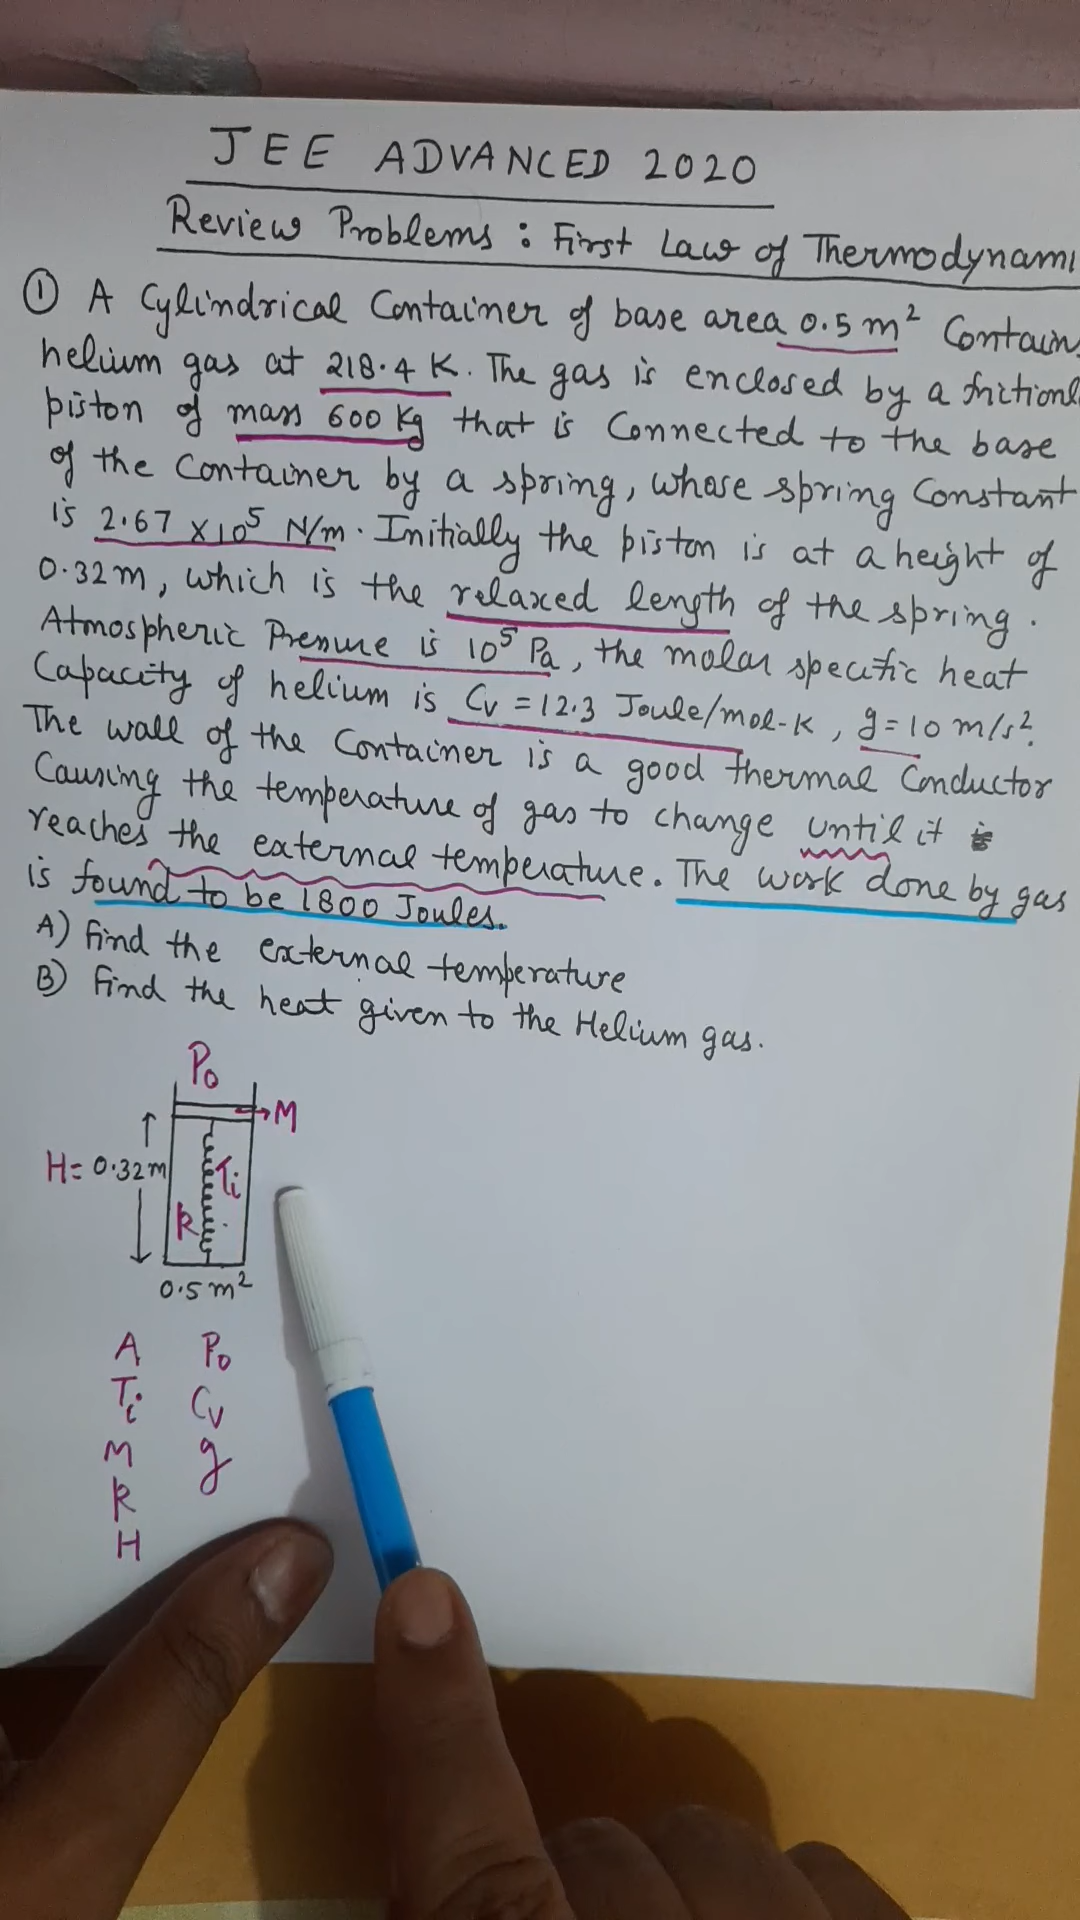 JEE ADVANCED 2020
Review Problems : First Law of Thermodynami
① A Cylindrical Container of base area 0.5 m² Contain
helium gas at 218.4 K. The gas is enclosed by a frictionl
piston of mass 600 Kg that is Connected to the base
of the Container by a spring, whose spring Constant
is 2.67 X10⁵ N/m. Initially the piston is at a height of
0.32m, which is the relaxed length of the spring.
Atmospheric Pressure is 10⁵ Pa, the molar specific heat
Capacity of helium is Cv = 12.3 Joule/mol-K, g = 10 m/s².
The wall of the Container is a good thermal Conductor
Causing the temperature of gas to change until it
reaches the external temperature. The work done by gas
is found to be 1800 Joules.
A) find the external temperature
B) Find the heat given to the Helium gas.
P₀
M
H = 0.32m
Ti
k
0.5 m²
A P₀
Ti Cv
M g
k
H